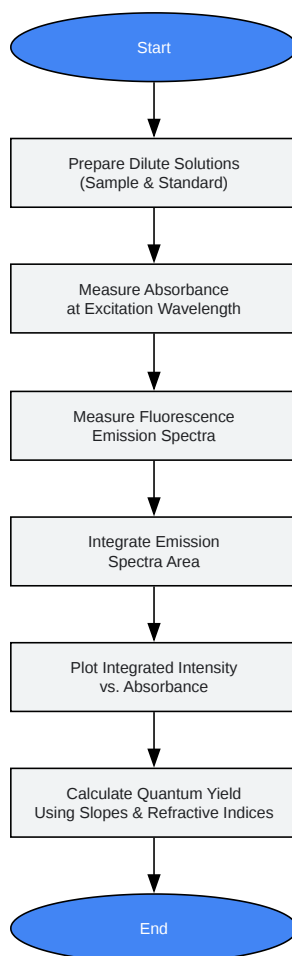 Start
Prepare Dilute Solutions
(Sample & Standard)
Measure Absorbance
at Excitation Wavelength
Measure Fluorescence
Emission Spectra
Integrate Emission
Spectra Area
Plot Integrated Intensity
vs. Absorbance
Calculate Quantum Yield
Using Slopes & Refractive Indices
End